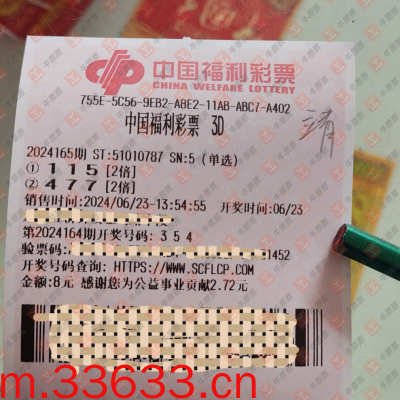 中国福利彩票
CHINA WELFARE LOTTERY
755E-5C56-9EB2-ABE2-11AB-ABC7-A402
中国福利彩票 3D
2024165期 ST:51010787 SN:5 (单选)
① 1 1 5 [2倍]
② 4 7 7 [2倍]
销售时间:2024/06/23-13:54:55 开奖时间:06/23
第2024164期开奖号码: 3 5 4
验票码: 1452
开奖号码查询: HTTPS://WWW.SCFLCP.COM
金额:8元 感谢您为公益事业贡献2.72元
m.33633.cn